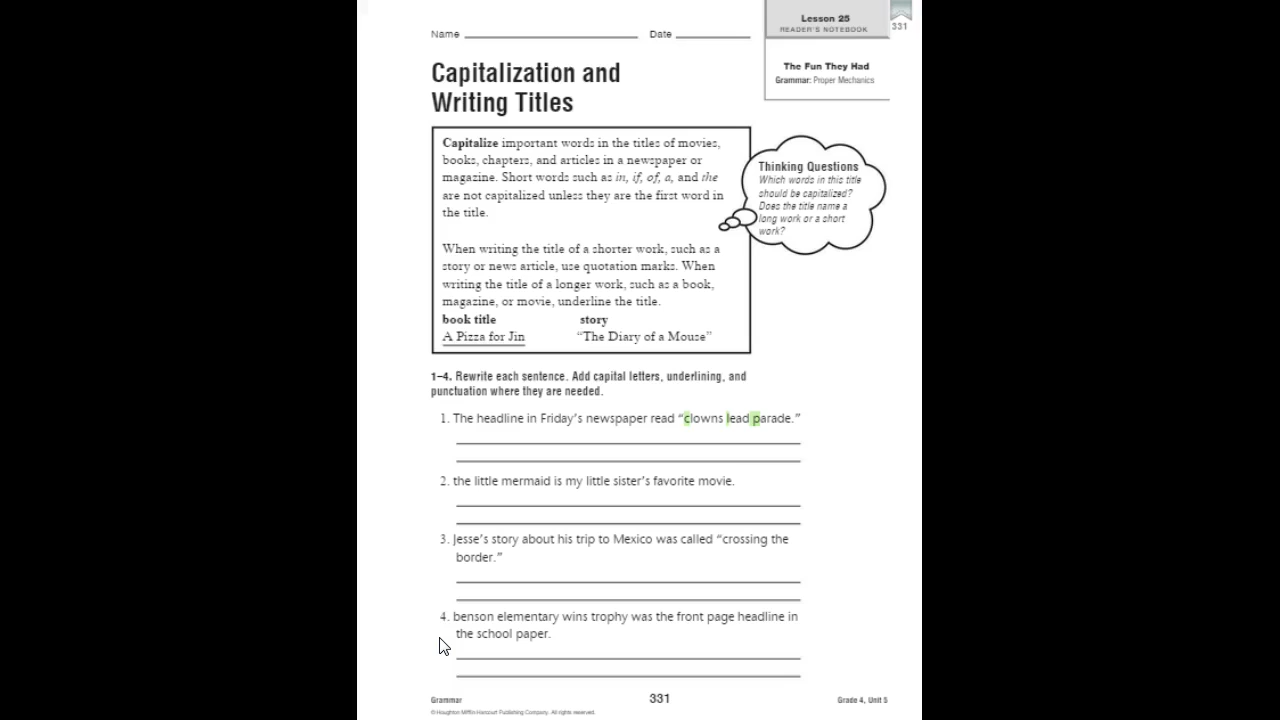 Name Date
Lesson 25
READER'S NOTEBOOK
331
The Fun They Had
Grammar: Proper Mechanics
Capitalization and
Writing Titles
Capitalize important words in the titles of movies,
books, chapters, and articles in a newspaper or
magazine. Short words such as in, if, of, a, and the
are not capitalized unless they are the first word in
the title.
When writing the title of a shorter work, such as a
story or news article, use quotation marks. When
writing the title of a longer work, such as a book,
magazine, or movie, underline the title.
book title story
A Pizza for Jin “The Diary of a Mouse”
Thinking Questions
Which words in this title
should be capitalized?
Does the title name a
long work or a short
work?
1–4. Rewrite each sentence. Add capital letters, underlining, and
punctuation where they are needed.
1. The headline in Friday’s newspaper read “clowns lead parade.”
2. the little mermaid is my little sister’s favorite movie.
3. Jesse’s story about his trip to Mexico was called “crossing the
border.”
4. benson elementary wins trophy was the front page headline in
the school paper.
Grammar 331 Grade 4, Unit 5
© Houghton Mifflin Harcourt Publishing Company. All rights reserved.